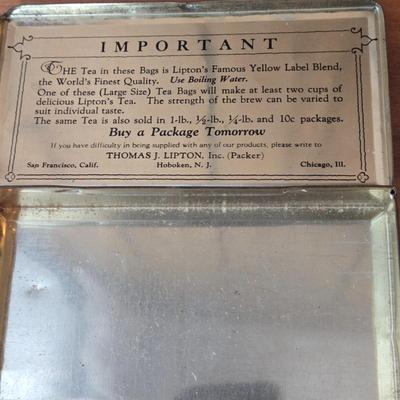 IMPORTANT
THE Tea in these Bags is Lipton's Famous Yellow Label Blend,
the World's Finest Quality. Use Boiling Water.
One of these (Large Size) Tea Bags will make at least two cups of
delicious Lipton's Tea. The strength of the brew can be varied to
suit individual taste.
The same Tea is also sold in 1-lb., ½-lb., ¼-lb. and 10c packages.
Buy a Package Tomorrow
If you have difficulty in being supplied with any of our products, please write to
THOMAS J. LIPTON, Inc. (Packer)
San Francisco, Calif. Hoboken, N. J. Chicago, Ill.